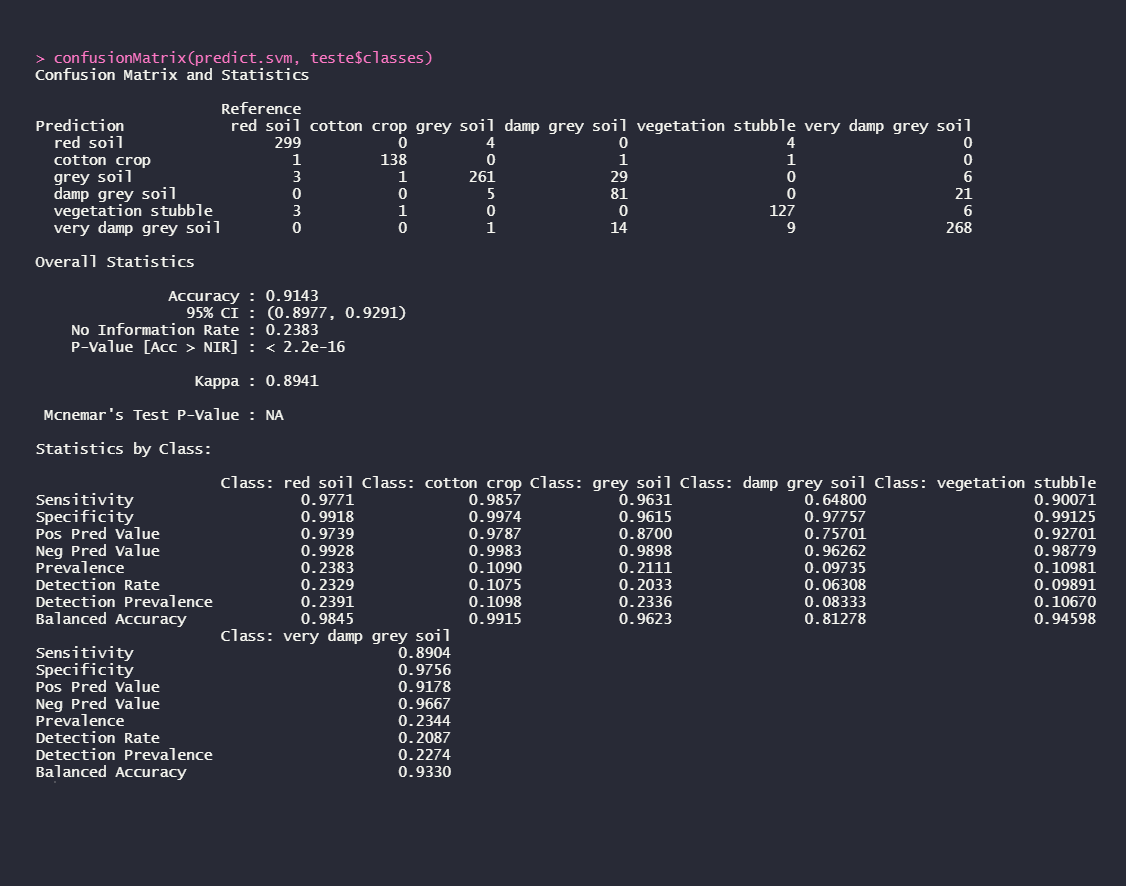 > confusionMatrix(predict.svm, teste$classes)
Confusion Matrix and Statistics
Reference
Prediction red soil cotton crop grey soil damp grey soil vegetation stubble very damp grey soil
red soil 299 0 4 0 4 0
cotton crop 1 138 0 1 1 0
grey soil 3 1 261 29 0 6
damp grey soil 0 0 5 81 0 21
vegetation stubble 3 1 0 0 127 6
very damp grey soil 0 0 1 14 9 268
Overall Statistics
Accuracy : 0.9143
95% CI : (0.8977, 0.9291)
No Information Rate : 0.2383
P-Value [Acc > NIR] : < 2.2e-16
Kappa : 0.8941
Mcnemar's Test P-Value : NA
Statistics by Class:
Class: red soil Class: cotton crop Class: grey soil Class: damp grey soil Class: vegetation stubble
Sensitivity 0.9771 0.9857 0.9631 0.64800 0.90071
Specificity 0.9918 0.9974 0.9615 0.97757 0.99125
Pos Pred Value 0.9739 0.9787 0.8700 0.75701 0.92701
Neg Pred Value 0.9928 0.9983 0.9898 0.96262 0.98779
Prevalence 0.2383 0.1090 0.2111 0.09735 0.10981
Detection Rate 0.2329 0.1075 0.2033 0.06308 0.09891
Detection Prevalence 0.2391 0.1098 0.2336 0.08333 0.10670
Balanced Accuracy 0.9845 0.9915 0.9623 0.81278 0.94598
Class: very damp grey soil
Sensitivity 0.8904
Specificity 0.9756
Pos Pred Value 0.9178
Neg Pred Value 0.9667
Prevalence 0.2344
Detection Rate 0.2087
Detection Prevalence 0.2274
Balanced Accuracy 0.9330